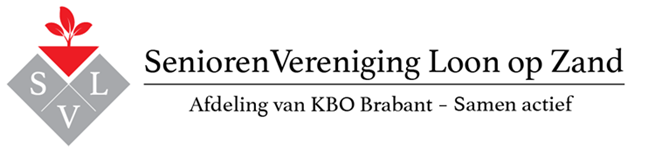 S L
V
SeniorenVereniging Loon op Zand
Afdeling van KBO Brabant – Samen actief